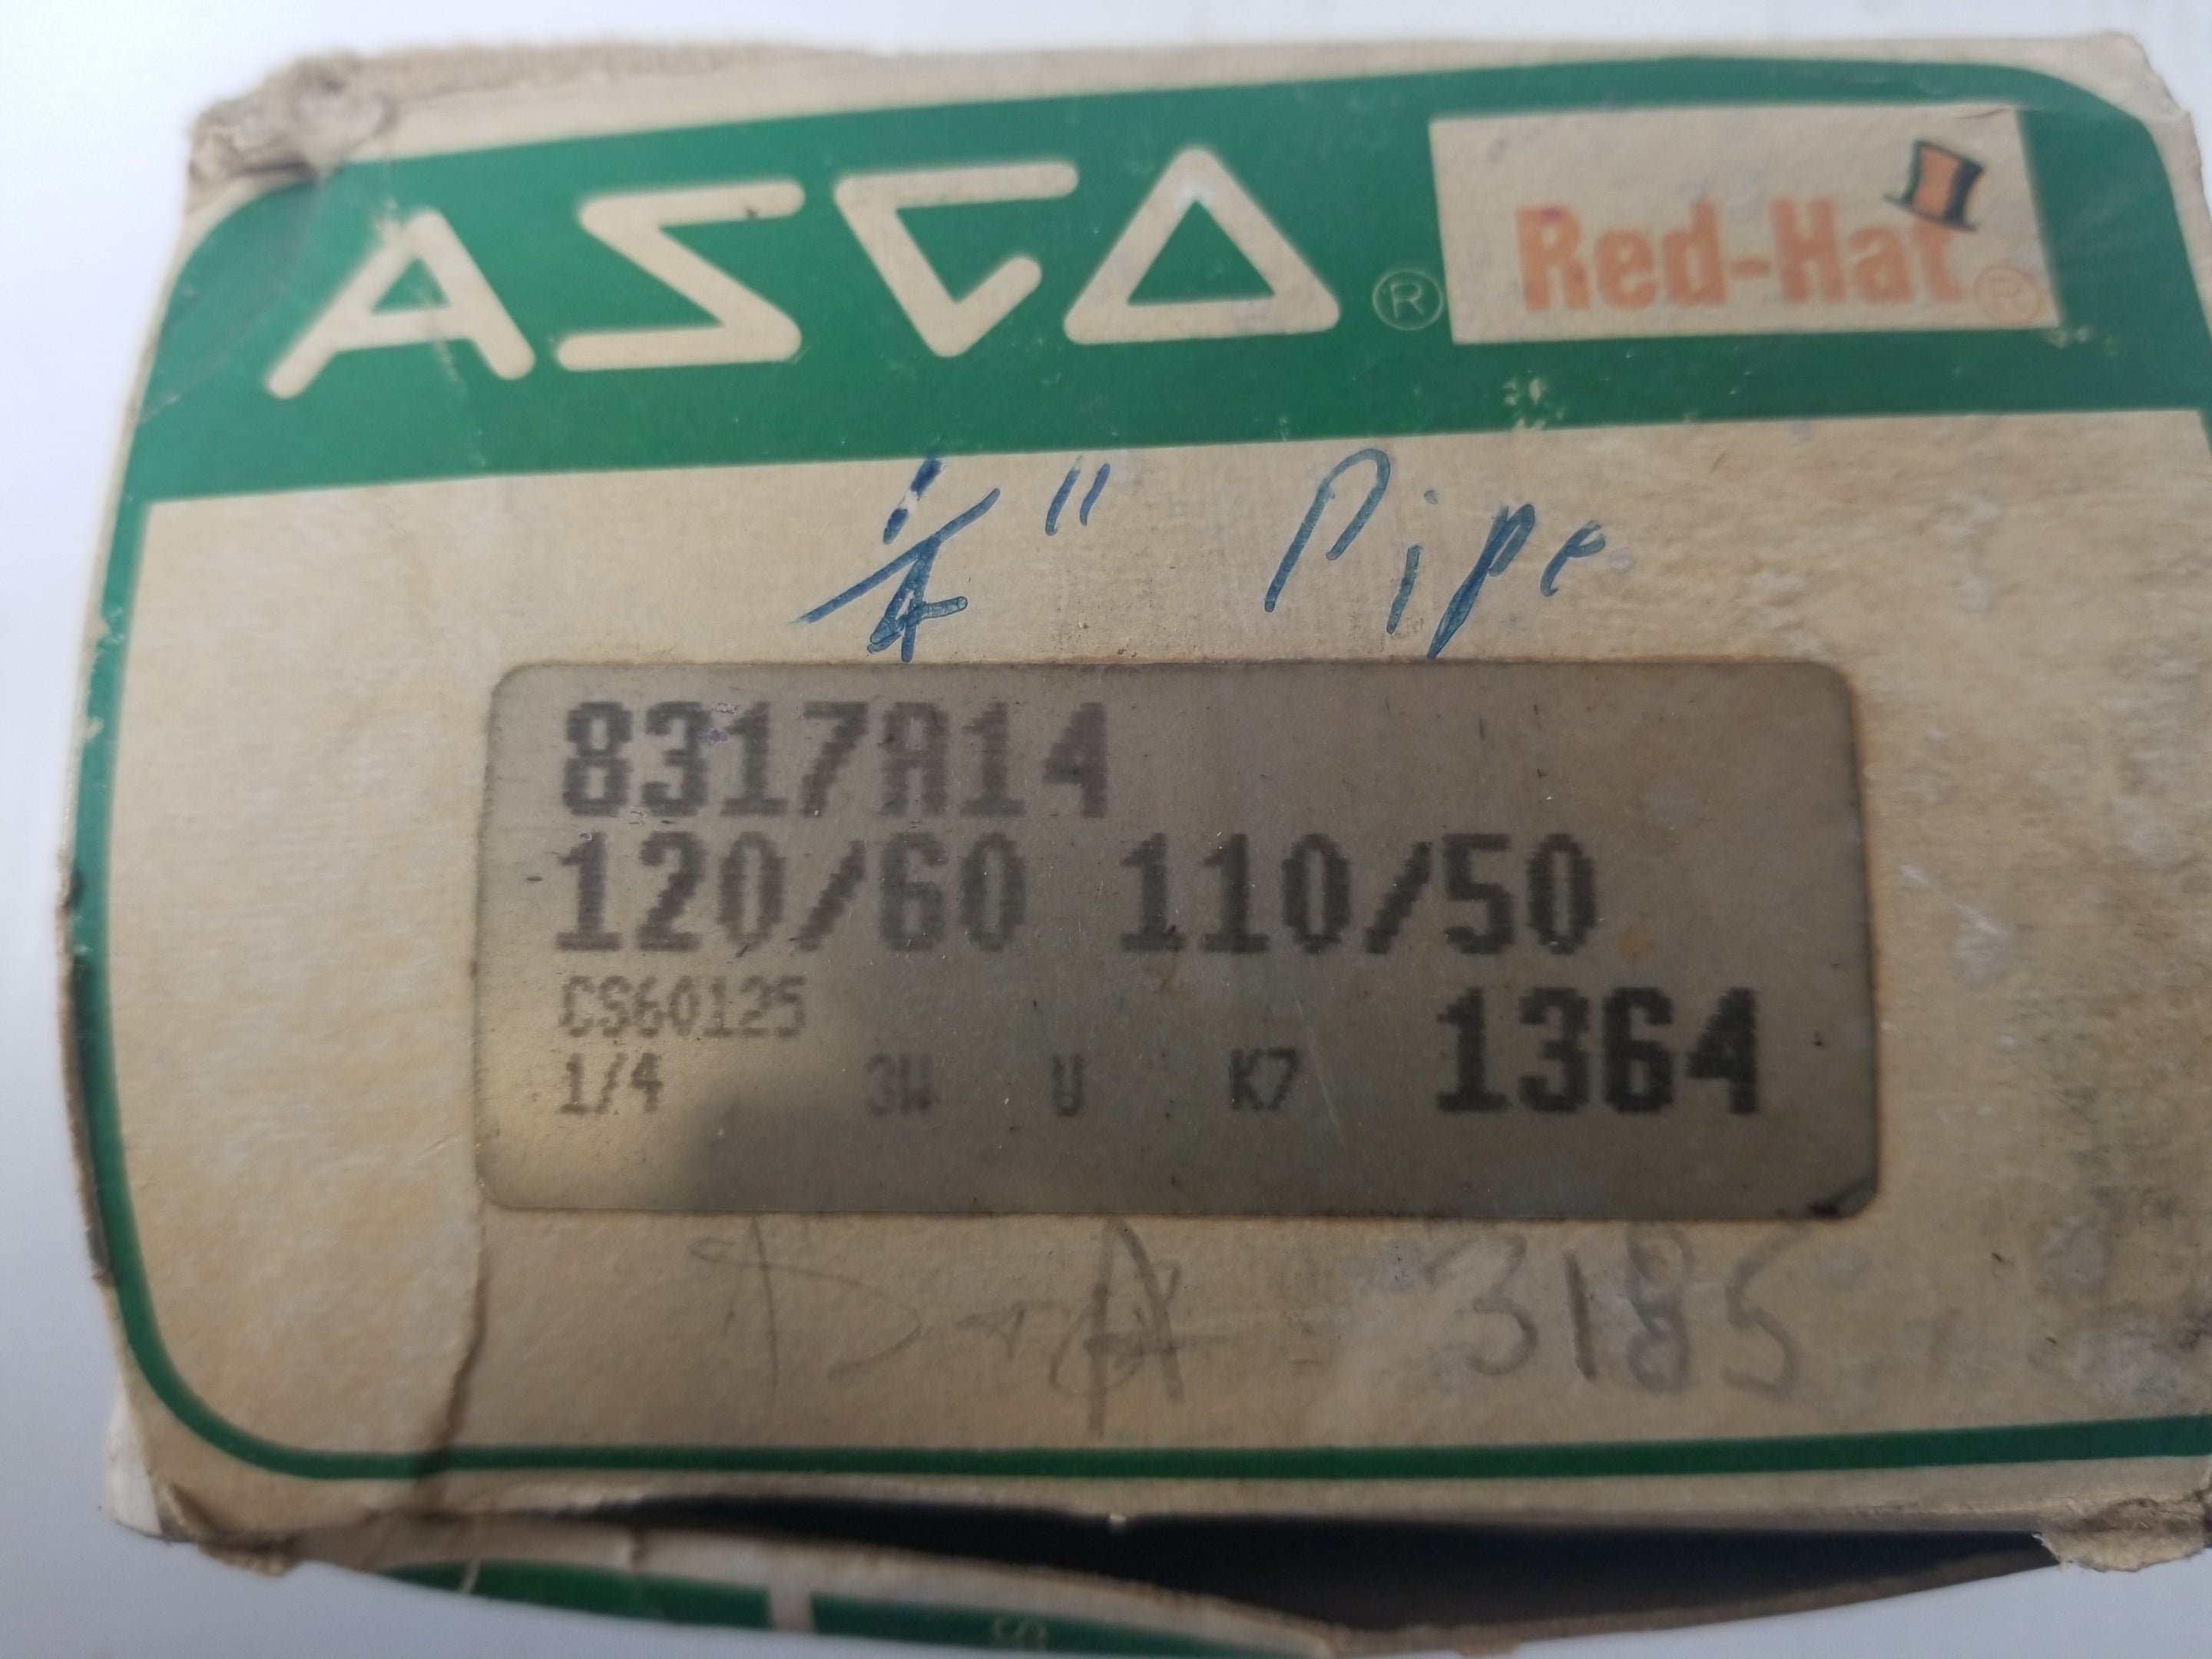 ASCO® Red-Hat®
1/4" Pipe
8317A14
120/60 110/50
CS60125
1/4 3W U K7 1364
3185